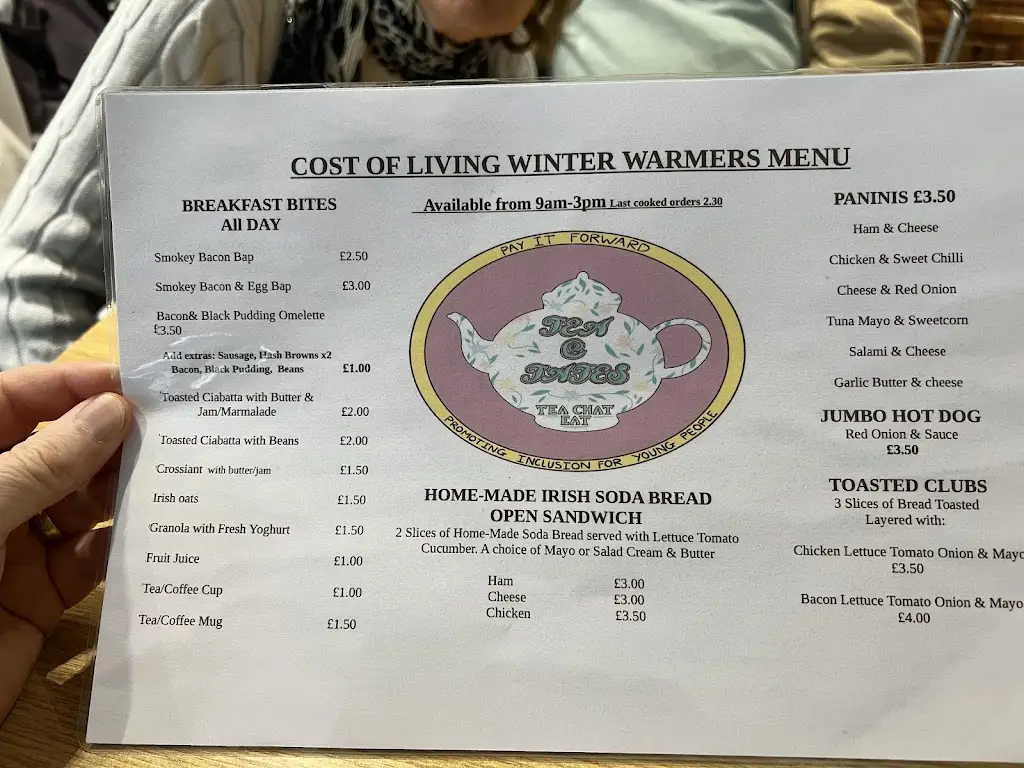 COST OF LIVING WINTER WARMERS MENU
BREAKFAST BITES
All DAY
Smokey Bacon Bap £2.50
Smokey Bacon & Egg Bap £3.00
Bacon& Black Pudding Omelette
£3.50
Add extras: Sausage, Hash Browns x2
Bacon, Black Pudding, Beans £1.00
Toasted Ciabatta with Butter &
Jam/Marmalade £2.00
Toasted Ciabatta with Beans £2.00
Crossiant with butter/jam £1.50
Irish oats £1.50
Granola with Fresh Yoghurt £1.50
Fruit Juice £1.00
Tea/Coffee Cup £1.00
Tea/Coffee Mug £1.50
Available from 9am-3pm Last cooked orders 2.30
PAY IT FORWARD
TEA
@
TATES
TEA CHAT
EAT
PROMOTING INCLUSION FOR YOUNG PEOPLE
HOME-MADE IRISH SODA BREAD
OPEN SANDWICH
2 Slices of Home-Made Soda Bread served with Lettuce Tomato
Cucumber. A choice of Mayo or Salad Cream & Butter
Ham £3.00
Cheese £3.00
Chicken £3.50
PANINIS £3.50
Ham & Cheese
Chicken & Sweet Chilli
Cheese & Red Onion
Tuna Mayo & Sweetcorn
Salami & Cheese
Garlic Butter & cheese
JUMBO HOT DOG
Red Onion & Sauce
£3.50
TOASTED CLUBS
3 Slices of Bread Toasted
Layered with:
Chicken Lettuce Tomato Onion & Mayo
£3.50
Bacon Lettuce Tomato Onion & Mayo
£4.00